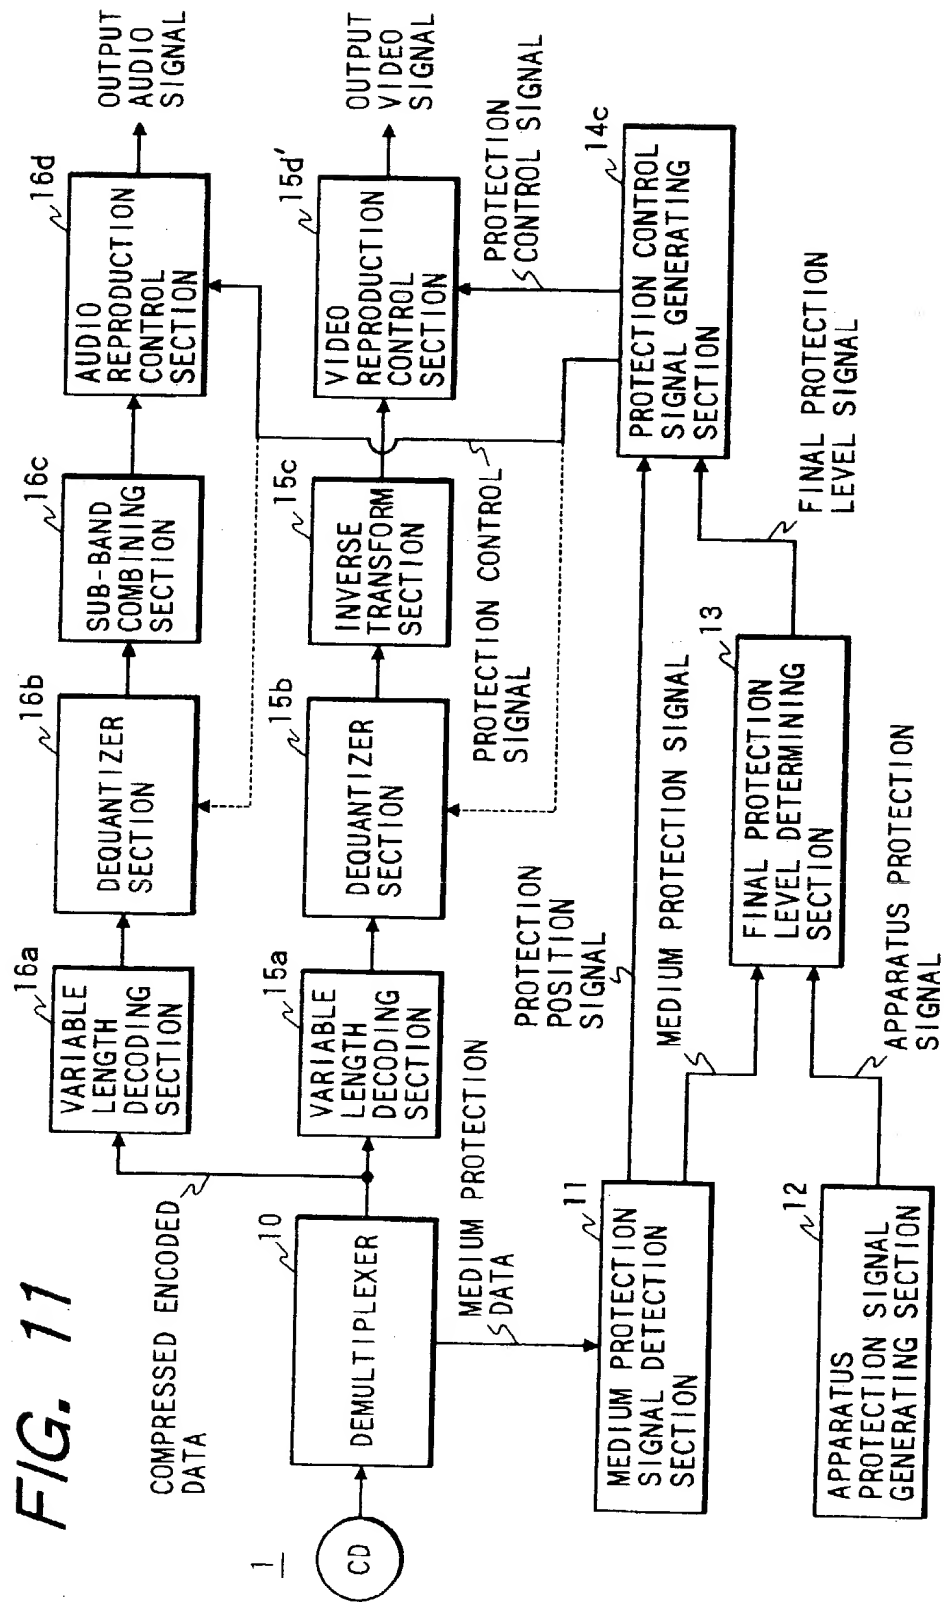 FIG. 11
1
CD
10
DEMULTIPLEXER
COMPRESSED ENCODED
DATA
MEDIUM PROTECTION
DATA
16a
VARIABLE
LENGTH
DECODING
SECTION
16b
DEQUANTIZER
SECTION
16c
SUB-BAND
COMBINING
SECTION
16d
AUDIO
REPRODUCTION
CONTROL
SECTION
OUTPUT
AUDIO
SIGNAL
15a
VARIABLE
LENGTH
DECODING
SECTION
15b
DEQUANTIZER
SECTION
15c
INVERSE
TRANSFORM
SECTION
15d'
VIDEO
REPRODUCTION
CONTROL
SECTION
OUTPUT
VIDEO
SIGNAL
PROTECTION CONTROL
SIGNAL
PROTECTION
CONTROL SIGNAL
11
MEDIUM PROTECTION
SIGNAL DETECTION
SECTION
PROTECTION
POSITION
SIGNAL
14c
PROTECTION CONTROL
SIGNAL GENERATING
SECTION
MEDIUM PROTECTION SIGNAL
12
APPARATUS
PROTECTION SIGNAL
GENERATING SECTION
APPARATUS PROTECTION
SIGNAL
13
FINAL PROTECTION
LEVEL DETERMINING
SECTION
FINAL PROTECTION
LEVEL SIGNAL